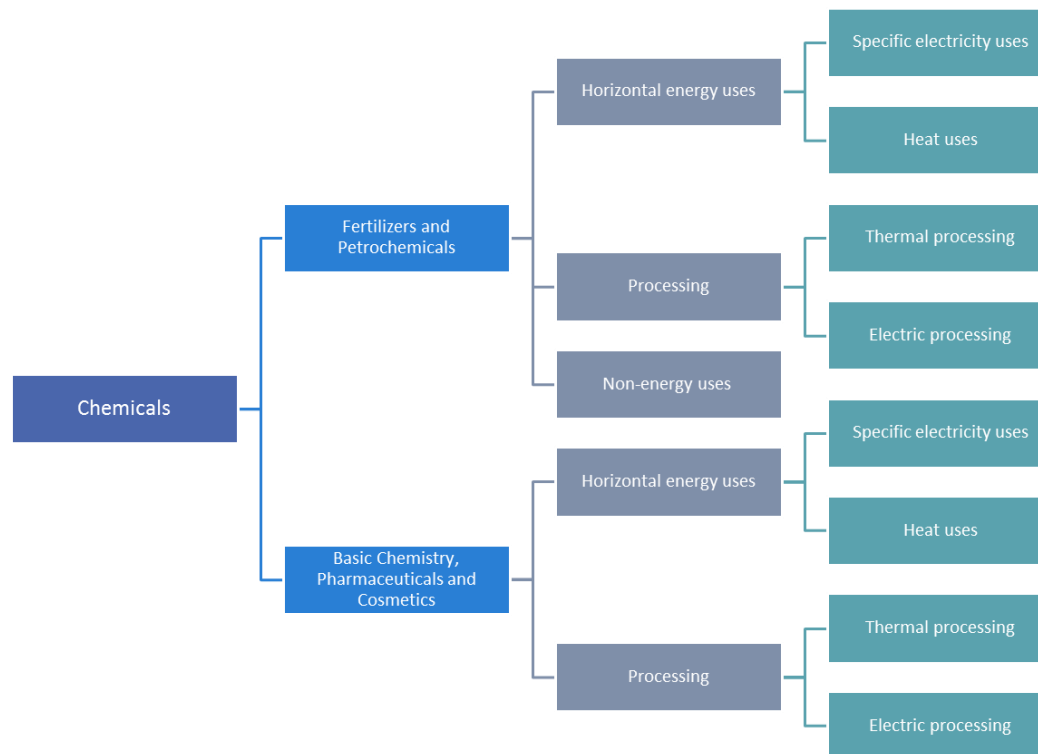 Chemicals
Fertilizers and
Petrochemicals
Horizontal energy uses
Specific electricity uses
Heat uses
Processing
Thermal processing
Electric processing
Non-energy uses
Basic Chemistry,
Pharmaceuticals and
Cosmetics
Horizontal energy uses
Specific electricity uses
Heat uses
Processing
Thermal processing
Electric processing